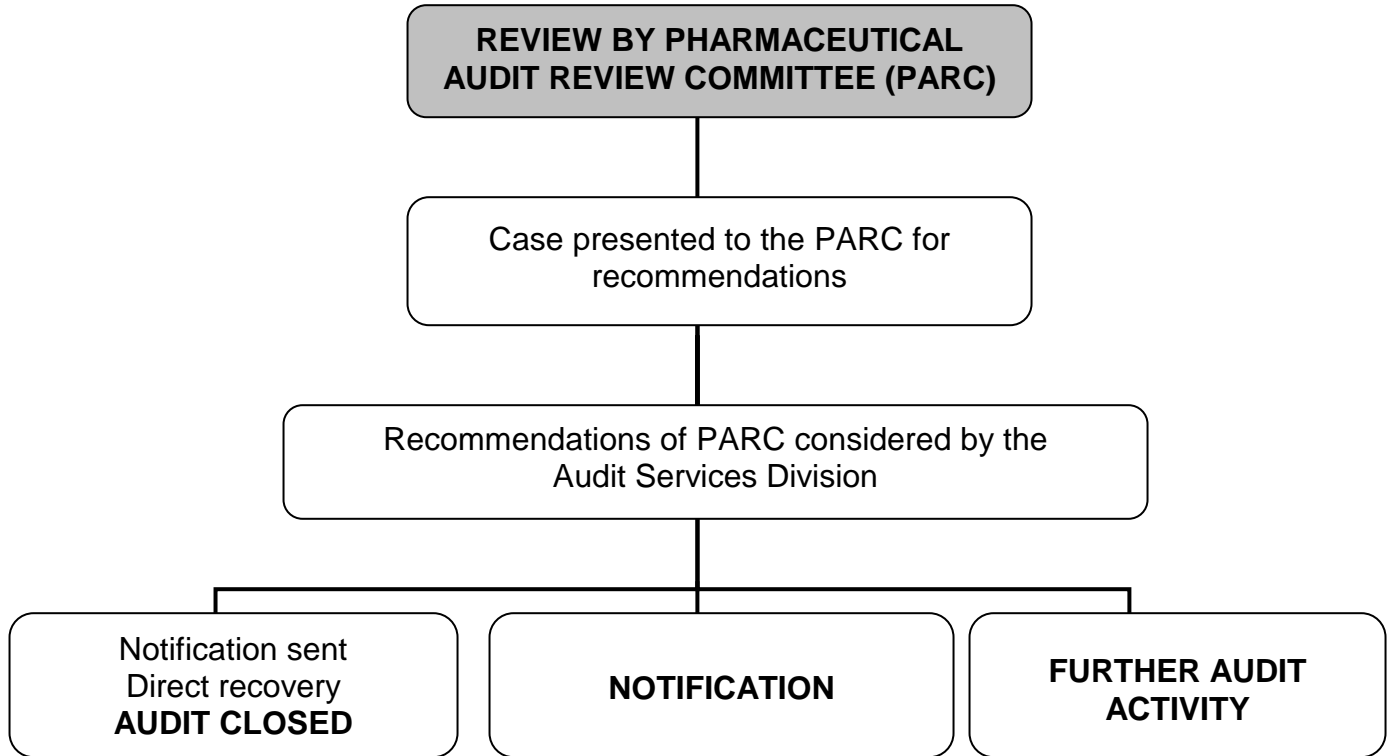 REVIEW BY PHARMACEUTICAL
AUDIT REVIEW COMMITTEE (PARC)
Case presented to the PARC for
recommendations
Recommendations of PARC considered by the
Audit Services Division
Notification sent
Direct recovery
AUDIT CLOSED
NOTIFICATION
FURTHER AUDIT
ACTIVITY